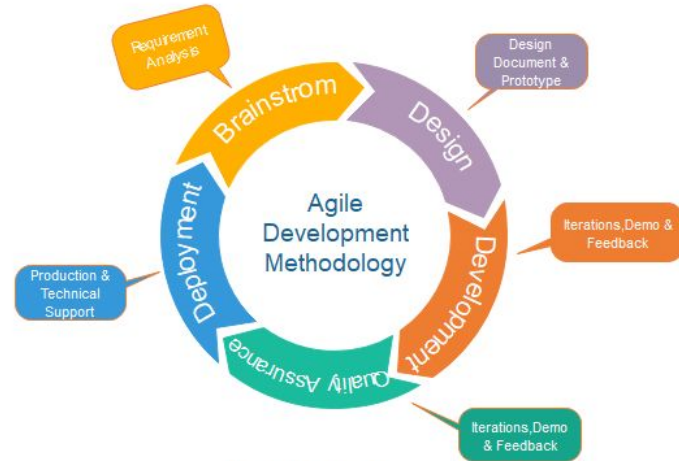 Requirement
Analysis
Brainstrom
Design
Design
Document &
Prototype
Agile
Development
Methodology
Development
Iterations,Demo &
Feedback
Quality Assurance
Iterations,Demo
& Feedback
Deployment
Production &
Technical
Support